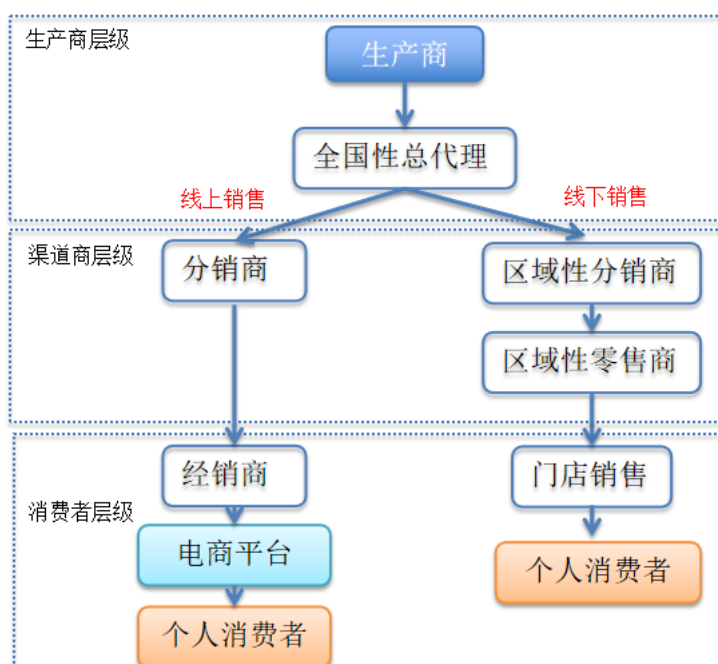 生产商层级
生产商
全国性总代理
线上销售
线下销售
渠道商层级
分销商
区域性分销商
区域性零售商
消费者层级
经销商
门店销售
电商平台
个人消费者
个人消费者